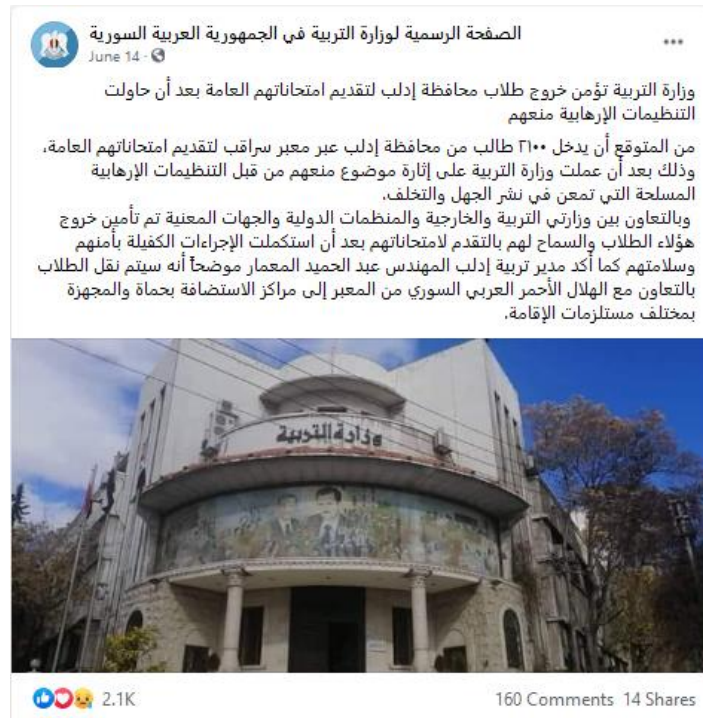 الصفحة الرسمية لوزارة التربية في الجمهورية العربية السورية
June 14 ·
وزارة التربية تؤمن خروج طلاب محافظة إدلب لتقديم امتحاناتهم العامة بعد أن حاولت
التنظيمات الإرهابية منعهم
من المتوقع أن يدخل ٢١٠٠ طالب من محافظة إدلب عبر معبر سراقب لتقديم امتحاناتهم العامة،
وذلك بعد أن عملت وزارة التربية على إثارة موضوع منعهم من قبل التنظيمات الإرهابية
المسلحة التي تمعن في نشر الجهل والتخلف.
وبالتعاون بين وزارتي التربية والخارجية والمنظمات الدولية والجهات المعنية تم تأمين خروج
هؤلاء الطلاب والسماح لهم بالتقدم لامتحاناتهم بعد أن استكملت الإجراءات الكفيلة بأمنهم
وسلامتهم كما أكد مدير تربية إدلب المهندس عبد الحميد المعمار موضحاً أنه سيتم نقل الطلاب
بالتعاون مع الهلال الأحمر العربي السوري من المعبر إلى مراكز الاستضافة بحماة والمجهزة
بمختلف مستلزمات الإقامة.
وزارة التربية
2.1K
160 Comments 14 Shares